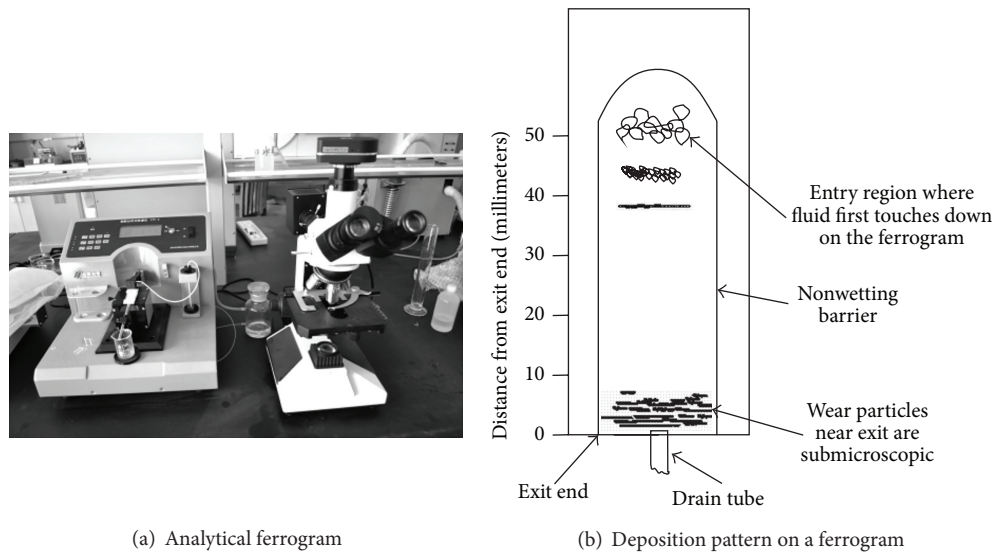 50
40
30
20
10
0
Distance from exit end (millimeters)
Entry region where
fluid first touches down
on the ferrogram
Nonwetting
barrier
Wear particles
near exit are
submicroscopic
Exit end
Drain tube
(a) Analytical ferrogram
(b) Deposition pattern on a ferrogram